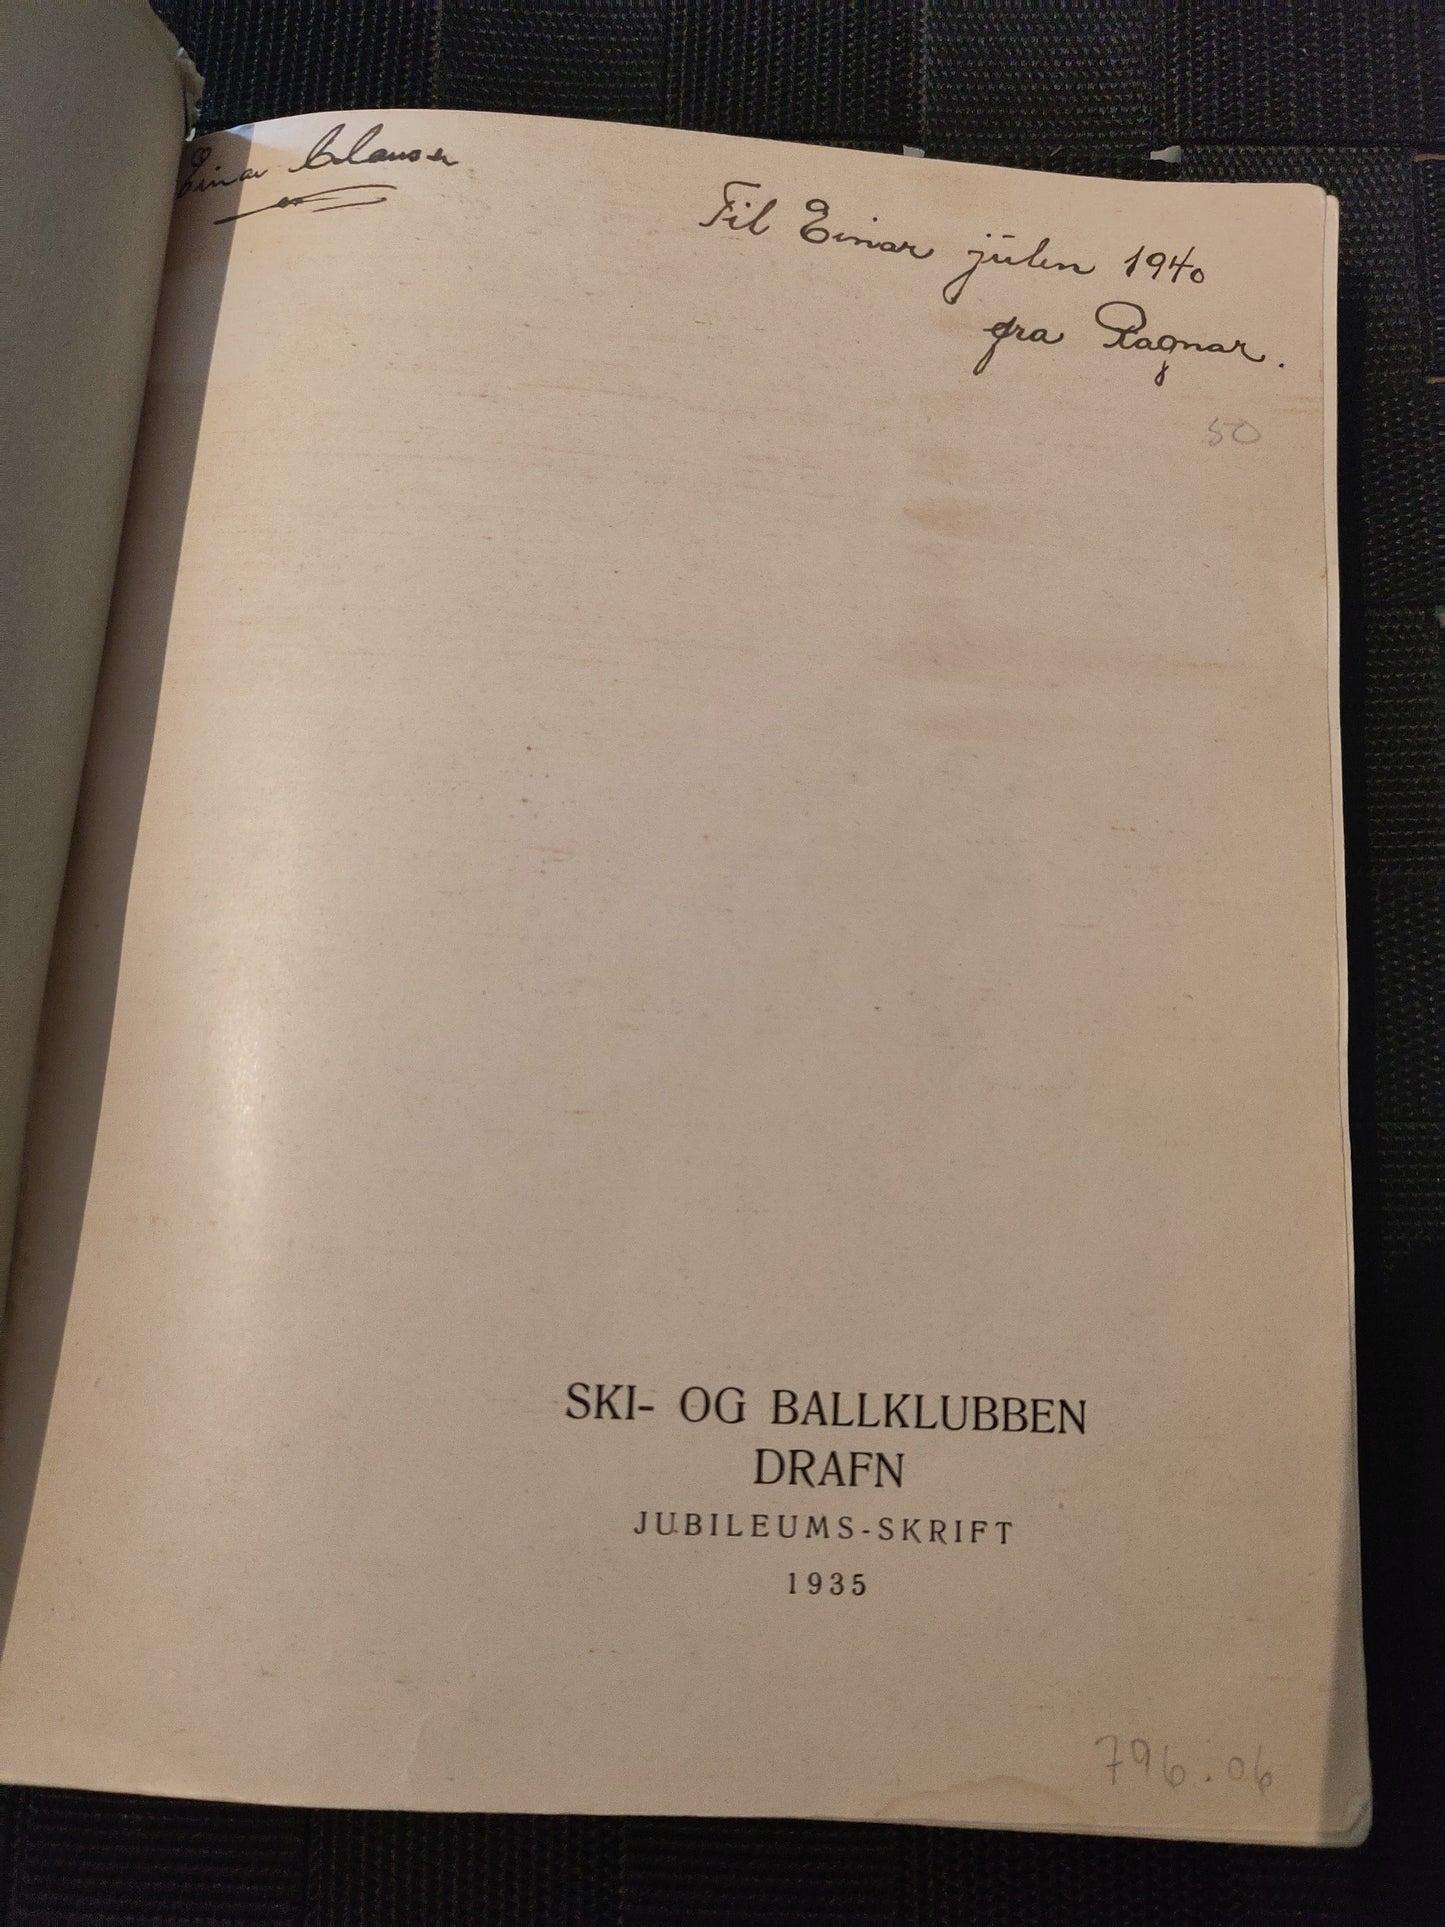 Einar Clausen
Til Einar julen 1940
fra Ragnar.
50
SKI- OG BALLKLUBBEN
DRAFN
JUBILEUMS-SKRIFT
1935
796.06